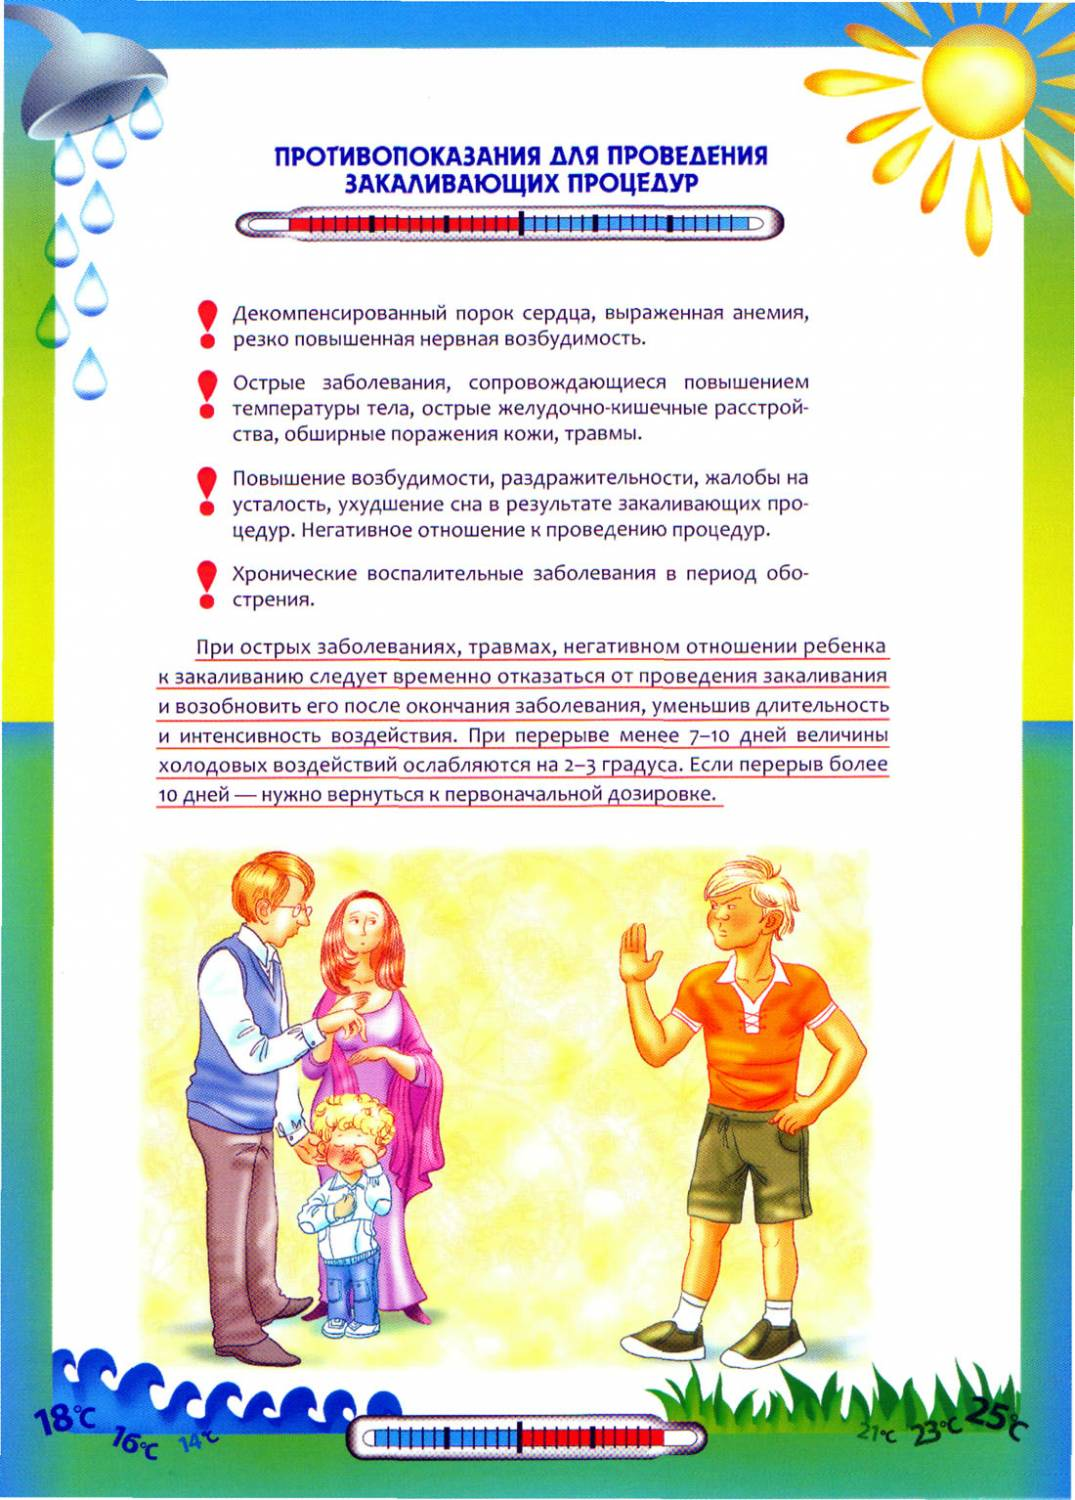 ПРОТИВОПОКАЗАНИЯ ДЛЯ ПРОВЕДЕНИЯ
ЗАКАЛИВАЮЩИХ ПРОЦЕДУР
Декомпенсированный порок сердца, выраженная анемия,
резко повышенная нервная возбудимость.
Острые заболевания, сопровождающиеся повышением
температуры тела, острые желудочно-кишечные расстрой-
ства, обширные поражения кожи, травмы.
Повышение возбудимости, раздражительности, жалобы на
усталость, ухудшение сна в результате закаливающих про-
цедур. Негативное отношение к проведению процедур.
Хронические воспалительные заболевания в период обо-
стрения.
При острых заболеваниях, травмах, негативном отношении ребенка
к закаливанию следует временно отказаться от проведения закаливания
и возобновить его после окончания заболевания, уменьшив длительность
и интенсивность воздействия. При перерыве менее 7–10 дней величины
холодовых воздействий ослабляются на 2–3 градуса. Если перерыв более
10 дней — нужно вернуться к первоначальной дозировке.
18°C
16°C
14°C
21°C
23°C
25°C